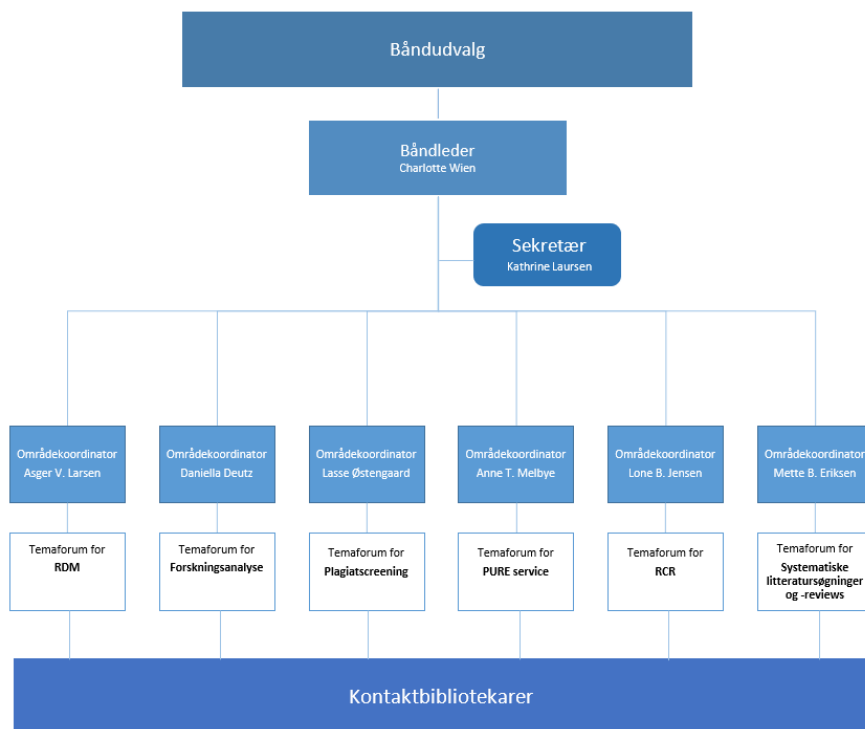 Båndudvalg
Båndleder
Charlotte Wien
Sekretær
Kathrine Laursen
Områdekoordinator
Asger V. Larsen
Områdekoordinator
Daniella Deutz
Områdekoordinator
Lasse Østengaard
Områdekoordinator
Anne T. Melbye
Områdekoordinator
Lone B. Jensen
Områdekoordinator
Mette B. Eriksen
Temaforum for
RDM
Temaforum for
Forskningsanalyse
Temaforum for
Plagiatscreening
Temaforum for
PURE service
Temaforum for
RCR
Temaforum for
Systematiske
litteratursøgninger
og -reviews
Kontaktbibliotekarer